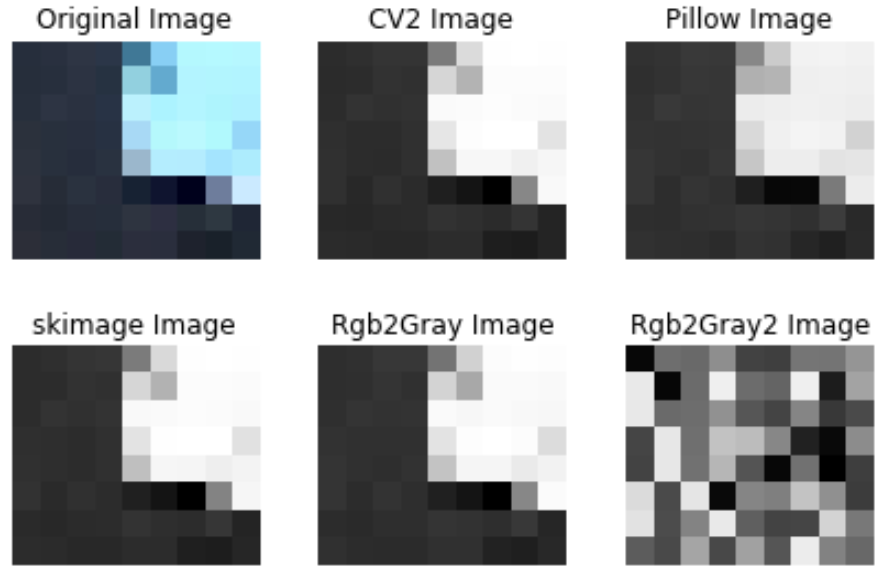 Original Image
CV2 Image
Pillow Image
skimage Image
Rgb2Gray Image
Rgb2Gray2 Image